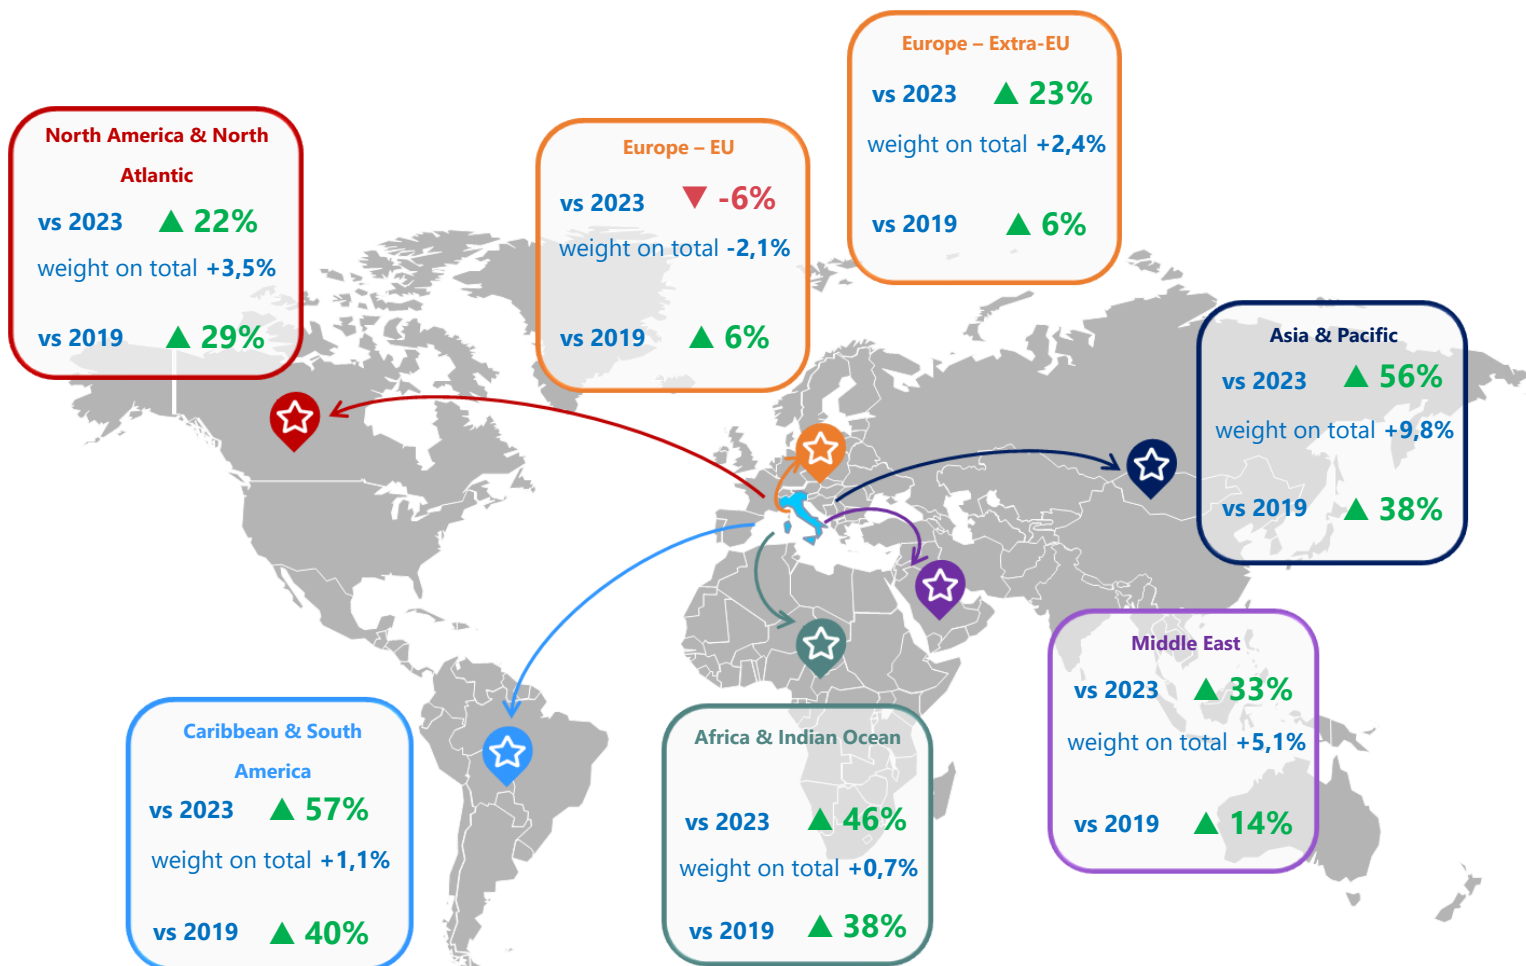 Europe – Extra-EU
vs 2023 ▲ 23%
weight on total +2,4%
vs 2019 ▲ 6%
North America & North
Atlantic
vs 2023 ▲ 22%
weight on total +3,5%
vs 2019 ▲ 29%
Europe – EU
vs 2023 ▼ -6%
weight on total -2,1%
vs 2019 ▲ 6%
Asia & Pacific
vs 2023 ▲ 56%
weight on total +9,8%
vs 2019 ▲ 38%
Middle East
vs 2023 ▲ 33%
weight on total +5,1%
vs 2019 ▲ 14%
Caribbean & South
America
vs 2023 ▲ 57%
weight on total +1,1%
vs 2019 ▲ 40%
Africa & Indian Ocean
vs 2023 ▲ 46%
weight on total +0,7%
vs 2019 ▲ 38%